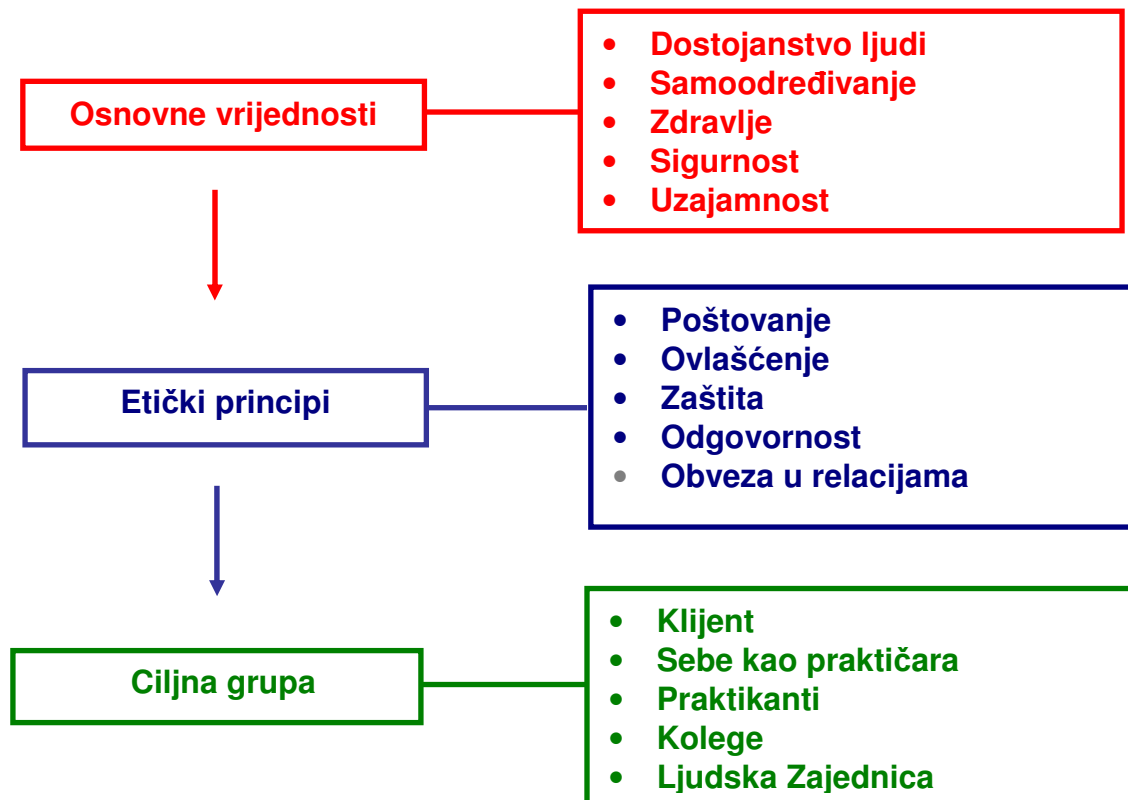 Osnovne vrijednosti
• Dostojanstvo ljudi
• Samoodređivanje
• Zdravlje
• Sigurnost
• Uzajamnost
Etički principi
• Poštovanje
• Ovlašćenje
• Zaštita
• Odgovornost
• Obveza u relacijama
Ciljna grupa
• Klijent
• Sebe kao praktičara
• Praktikanti
• Kolege
• Ljudska Zajednica